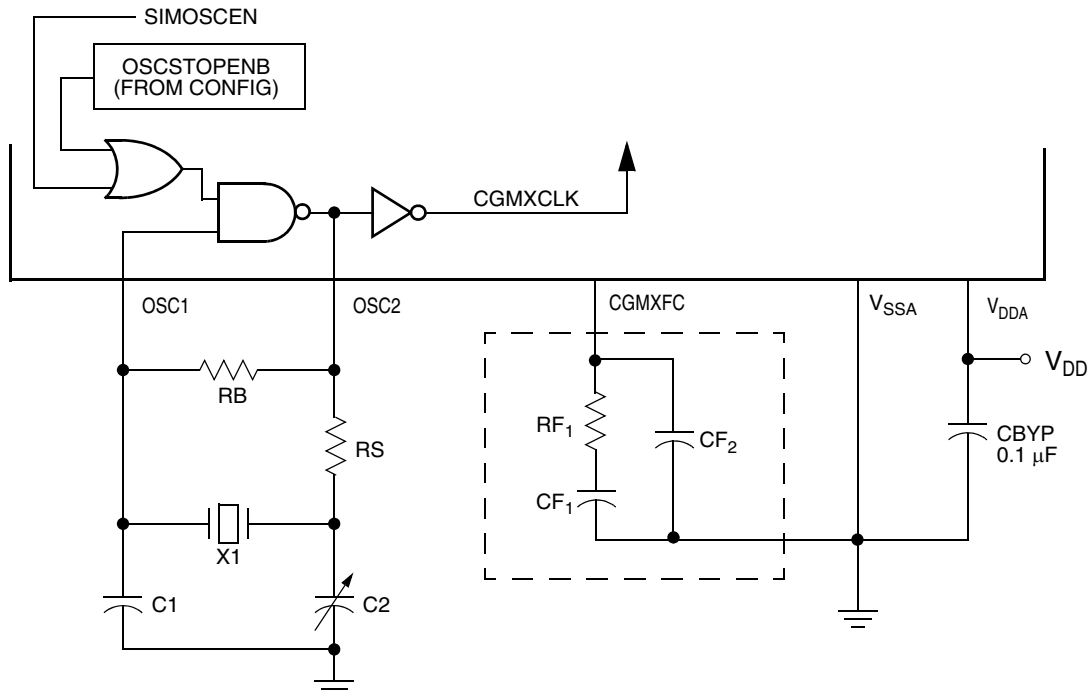 SIMOSCEN
OSCSTOPENB
(FROM CONFIG)
CGMXCLK
OSC1
OSC2
CGMXFC
VSSA
VDDA
VDD
RB
RS
RF1
CF2
CBYP
0.1 μF
CF1
X1
C1
C2